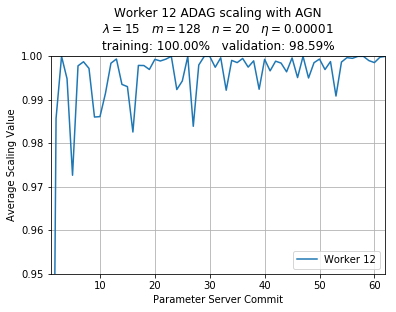 Worker 12 ADAG scaling with AGN
λ = 15 m = 128 n = 20 η = 0.00001
training: 100.00% validation: 98.59%
1.00
0.99
0.98
0.97
0.96
0.95
Average Scaling Value
Worker 12
10 20 30 40 50 60
Parameter Server Commit